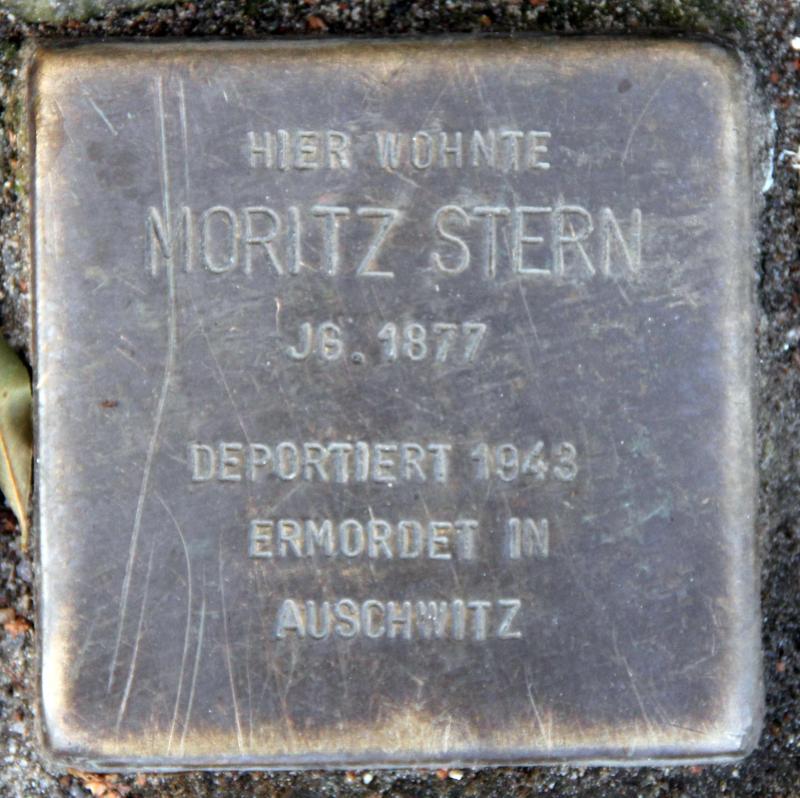 HIER WOHNTE
MORITZ STERN
JG. 1877
DEPORTIERT 1943
ERMORDET IN
AUSCHWITZ